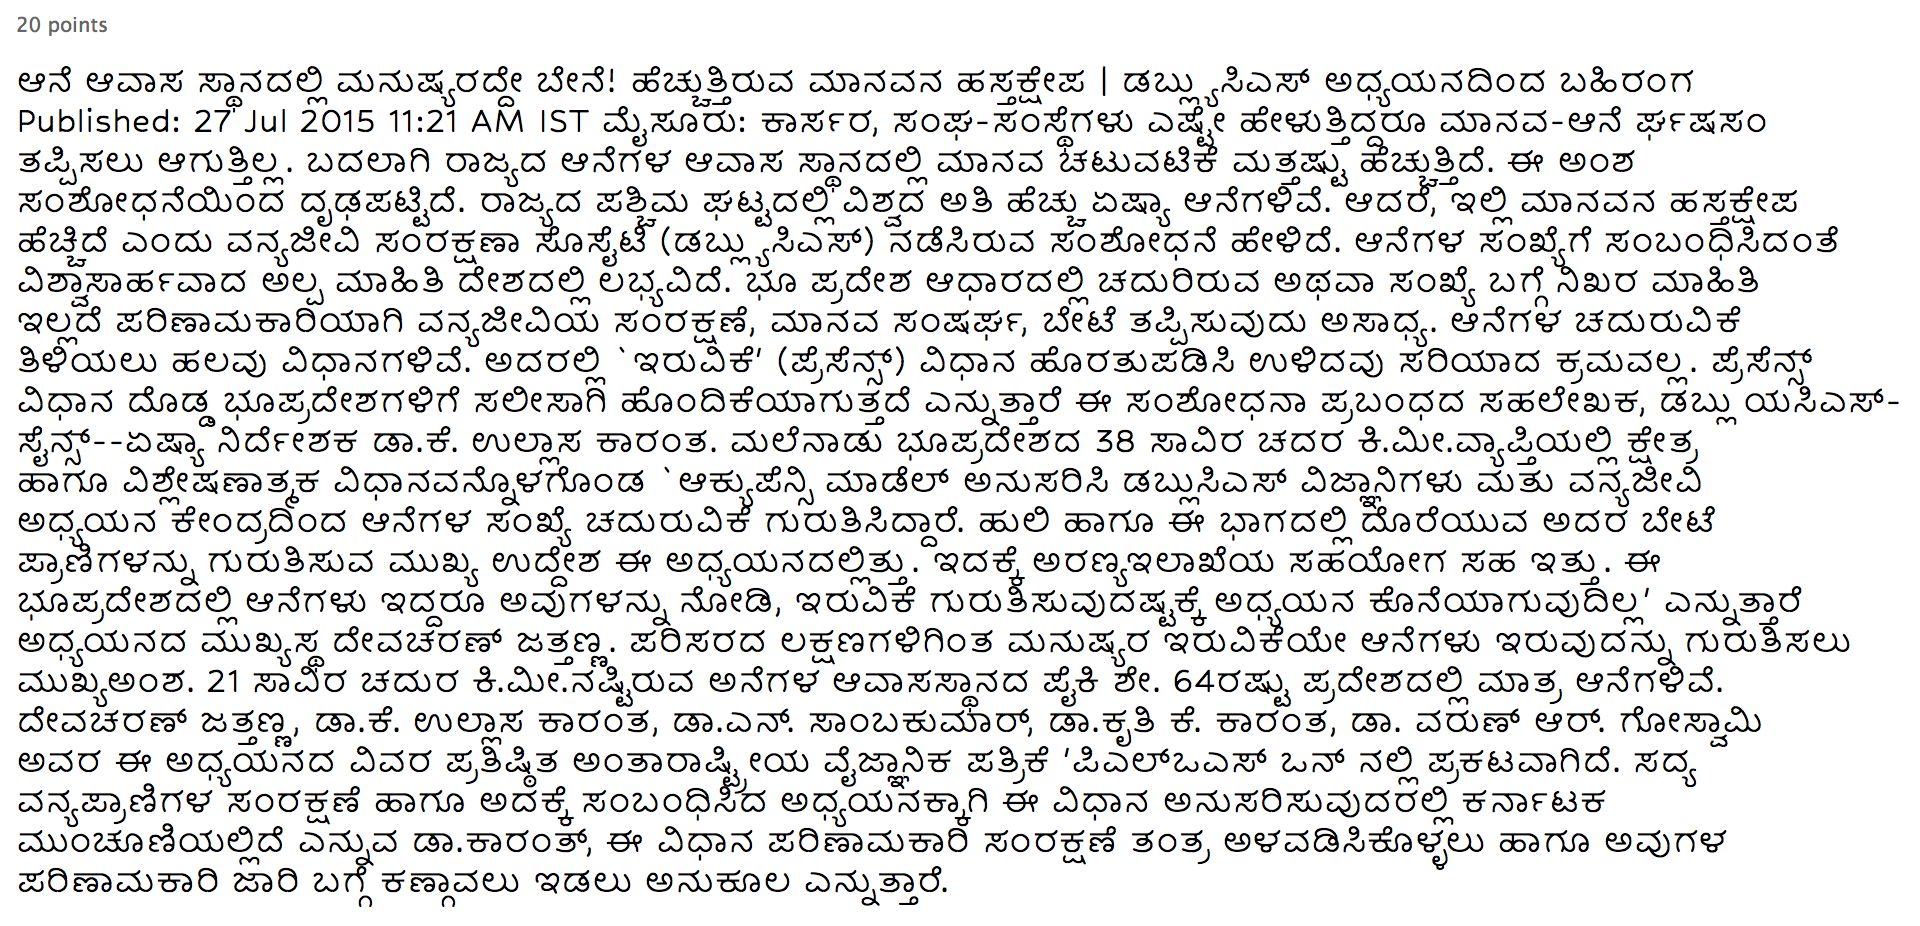 20 points
ಆನೆ ಆವಾಸ ಸ್ಥಾನದಲ್ಲಿ ಮನುಷ್ಯರದ್ದೇ ಬೇನೆ! ಹೆಚ್ಚುತ್ತಿರುವ ಮಾನವನ ಹಸ್ತಕ್ಷೇಪ | ಡಬ್ಲ್ಯುಸಿಎಸ್ ಅಧ್ಯಯನದಿಂದ ಬಹಿರಂಗ
Published: 27 Jul 2015 11:21 AM IST ಮೈಸೂರು: ಕಾರ್ಸರ, ಸಂಘ-ಸಂಸ್ಥೆಗಳು ಎಷ್ಟೇ ಹೇಳುತ್ತಿದ್ದರೂ ಮಾನವ-ಆನೆ ರ್ಘಷಸಂ
ತಪ್ಪಿಸಲು ಆಗುತ್ತಿಲ್ಲ. ಬದಲಾಗಿ ರಾಜ್ಯದ ಆನೆಗಳ ಆವಾಸ ಸ್ಥಾನದಲ್ಲಿ ಮಾನವ ಚಟುವಟಿಕೆ ಮತ್ತಷ್ಟು ಹೆಚ್ಚುತ್ತಿದೆ. ಈ ಅಂಶ
ಸಂಶೋಧನೆಯಿಂದ ದೃಢಪಟ್ಟಿದೆ. ರಾಜ್ಯದ ಪಶ್ಚಿಮ ಘಟ್ಟದಲ್ಲಿ ವಿಶ್ವದ ಅತಿ ಹೆಚ್ಚು ಏಷ್ಯಾ ಆನೆಗಳಿವೆ. ಆದರೆ, ಇಲ್ಲಿ ಮಾನವನ ಹಸ್ತಕ್ಷೇಪ
ಹೆಚ್ಚಿದೆ ಎಂದು ವನ್ಯಜೀವಿ ಸಂರಕ್ಷಣಾ ಸೊಸೈಟಿ (ಡಬ್ಲ್ಯುಸಿಎಸ್) ನಡೆಸಿರುವ ಸಂಶೋಧನೆ ಹೇಳಿದೆ. ಆನೆಗಳ ಸಂಖ್ಯೆಗೆ ಸಂಬಂಧಿಸಿದಂತೆ
ವಿಶ್ವಾಸಾರ್ಹವಾದ ಅಲ್ಪ ಮಾಹಿತಿ ದೇಶದಲ್ಲಿ ಲಭ್ಯವಿದೆ. ಭೂ ಪ್ರದೇಶ ಆಧಾರದಲ್ಲಿ ಚದುರಿರುವ ಅಥವಾ ಸಂಖ್ಯೆ ಬಗ್ಗೆ ನಿಖರ ಮಾಹಿತಿ
ಇಲ್ಲದೆ ಪರಿಣಾಮಕಾರಿಯಾಗಿ ವನ್ಯಜೀವಿಯ ಸಂರಕ್ಷಣೆ, ಮಾನವ ಸಂಷರ್ಘ, ಬೇಟೆ ತಪ್ಪಿಸುವುದು ಅಸಾಧ್ಯ. ಆನೆಗಳ ಚದುರುವಿಕೆ
ತಿಳಿಯಲು ಹಲವು ವಿಧಾನಗಳಿವೆ. ಅದರಲ್ಲಿ `ಇರುವಿಕೆ' (ಪ್ರೆಸೆನ್ಸ್) ವಿಧಾನ ಹೊರತುಪಡಿಸಿ ಉಳಿದವು ಸರಿಯಾದ ಕ್ರಮವಲ್ಲ. ಪ್ರೆಸೆನ್ಸ್
ವಿಧಾನ ದೊಡ್ಡ ಭೂಪ್ರದೇಶಗಳಿಗೆ ಸಲೀಸಾಗಿ ಹೊಂದಿಕೆಯಾಗುತ್ತದೆ ಎನ್ನುತ್ತಾರೆ ಈ ಸಂಶೋಧನಾ ಪ್ರಬಂಧದ ಸಹಲೇಖಕ, ಡಬ್ಲು ಯಸಿಎಸ್-
ಸೈನ್ಸ್--ಏಷ್ಯಾ ನಿರ್ದೇಶಕ ಡಾ.ಕೆ. ಉಲ್ಲಾಸ ಕಾರಂತ. ಮಲೆನಾಡು ಭೂಪ್ರದೇಶದ 38 ಸಾವಿರ ಚದರ ಕಿ.ಮೀ.ವ್ಯಾಪ್ತಿಯಲ್ಲಿ ಕ್ಷೇತ್ರ
ಹಾಗೂ ವಿಶ್ಲೇಷಣಾತ್ಮಕ ವಿಧಾನವನ್ನೊಳಗೊಂಡ `ಆಕ್ಯುಪೆನ್ಸಿ ಮಾಡೆಲ್ ಅನುಸರಿಸಿ ಡಬ್ಲುಸಿಎಸ್ ವಿಜ್ಞಾನಿಗಳು ಮತು ವನ್ಯಜೀವಿ
ಅಧ್ಯಯನ ಕೇಂದ್ರದಿಂದ ಆನೆಗಳ ಸಂಖ್ಯೆ ಚದುರುವಿಕೆ ಗುರುತಿಸಿದ್ದಾರೆ. ಹುಲಿ ಹಾಗೂ ಈ ಭಾಗದಲ್ಲಿ ದೊರೆಯುವ ಅದರ ಬೇಟೆ
ಪ್ರಾಣಿಗಳನ್ನು ಗುರುತಿಸುವ ಮುಖ್ಯ ಉದ್ದೇಶ ಈ ಅಧ್ಯಯನದಲ್ಲಿತ್ತು. ಇದಕ್ಕೆ ಅರಣ್ಯಇಲಾಖೆಯ ಸಹಯೋಗ ಸಹ ಇತ್ತು. ಈ
ಭೂಪ್ರದೇಶದಲ್ಲಿ ಆನೆಗಳು ಇದ್ದರೂ ಅವುಗಳನ್ನು ನೋಡಿ, ಇರುವಿಕೆ ಗುರುತಿಸುವುದಷ್ಟಕ್ಕೆ ಅಧ್ಯಯನ ಕೊನೆಯಾಗುವುದಿಲ್ಲ' ಎನ್ನುತ್ತಾರೆ
ಅಧ್ಯಯನದ ಮುಖ್ಯಸ್ಥ ದೇವಚರಣ್ ಜತ್ತಣ್ಣ. ಪರಿಸರದ ಲಕ್ಷಣಗಳಿಗಿಂತ ಮನುಷ್ಯರ ಇರುವಿಕೆಯೇ ಆನೆಗಳು ಇರುವುದನ್ನು ಗುರುತಿಸಲು
ಮುಖ್ಯಅಂಶ. 21 ಸಾವಿರ ಚದುರ ಕಿ.ಮೀ.ನಷ್ಟಿರುವ ಅನೆಗಳ ಆವಾಸಸ್ಥಾನದ ಪೈಕಿ ಶೇ. 64ರಷ್ಟು ಪ್ರದೇಶದಲ್ಲಿ ಮಾತ್ರ ಆನೆಗಳಿವೆ.
ದೇವಚರಣ್ ಜತ್ತಣ್ಣ, ಡಾ.ಕೆ. ಉಲ್ಲಾಸ ಕಾರಂತ, ಡಾ.ಎನ್. ಸಾಂಬಕುಮಾರ್, ಡಾ.ಕೃತಿ ಕೆ. ಕಾರಂತ, ಡಾ. ವರುಣ್ ಆರ್. ಗೋಸ್ವಾಮಿ
ಅವರ ಈ ಅಧ್ಯಯನದ ವಿವರ ಪ್ರತಿಷ್ಠಿತ ಅಂತಾರಾಷ್ಟ್ರೀಯ ವೈಜ್ಞಾನಿಕ ಪತ್ರಿಕೆ 'ಪಿಎಲ್ಒಎಸ್ ಒನ್ ನಲ್ಲಿ ಪ್ರಕಟವಾಗಿದೆ. ಸದ್ಯ
ವನ್ಯಪ್ರಾಣಿಗಳ ಸಂರಕ್ಷಣೆ ಹಾಗೂ ಅದಕ್ಕೆ ಸಂಬಂಧಿಸಿದ ಅಧ್ಯಯನಕ್ಕಾಗಿ ಈ ವಿಧಾನ ಅನುಸರಿಸುವುದರಲ್ಲಿ ಕರ್ನಾಟಕ
ಮುಂಚೂಣಿಯಲ್ಲಿದೆ ಎನ್ನುವ ಡಾ.ಕಾರಂತ್, ಈ ವಿಧಾನ ಪರಿಣಾಮಕಾರಿ ಸಂರಕ್ಷಣೆ ತಂತ್ರ ಅಳವಡಿಸಿಕೊಳ್ಳಲು ಹಾಗೂ ಅವುಗಳ
ಪರಿಣಾಮಕಾರಿ ಜಾರಿ ಬಗ್ಗೆ ಕಣ್ಗಾವಲು ಇಡಲು ಅನುಕೂಲ ಎನ್ನುತ್ತಾರೆ.